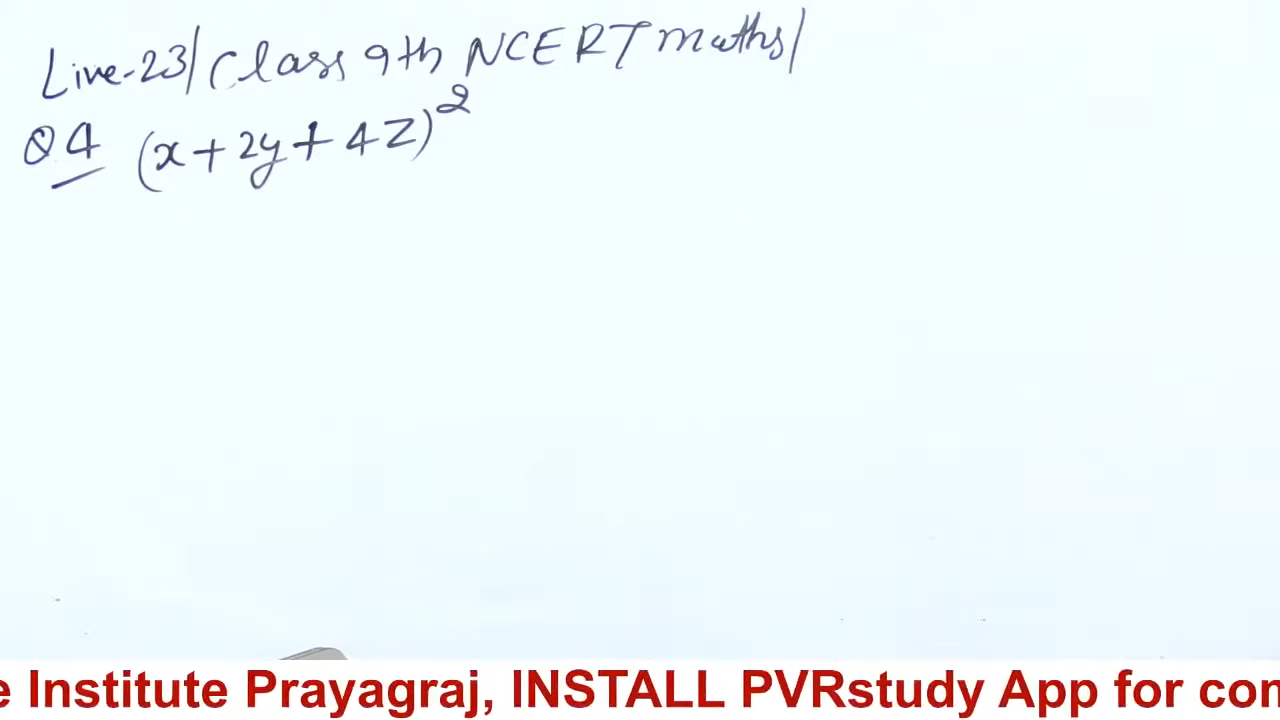 Live-23/Class 9th NCERT maths/
Q4 (x+2y+4z)²
e Institute Prayagraj, INSTALL PVRstudy App for con